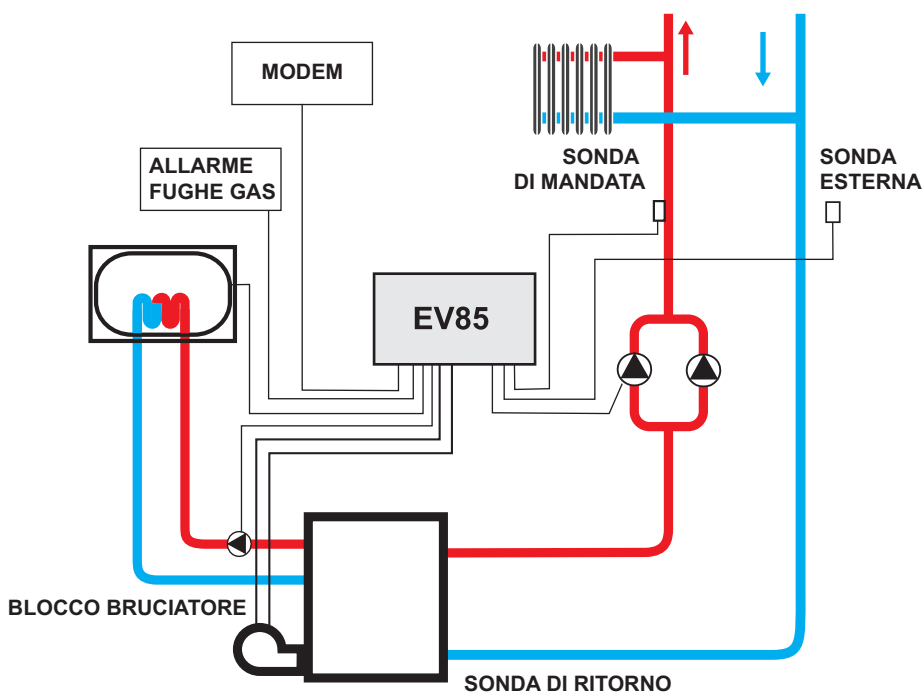 MODEM
ALLARME
FUGHE GAS
SONDA
DI MANDATA
SONDA
ESTERNA
EV85
BLOCCO BRUCIATORE
SONDA DI RITORNO